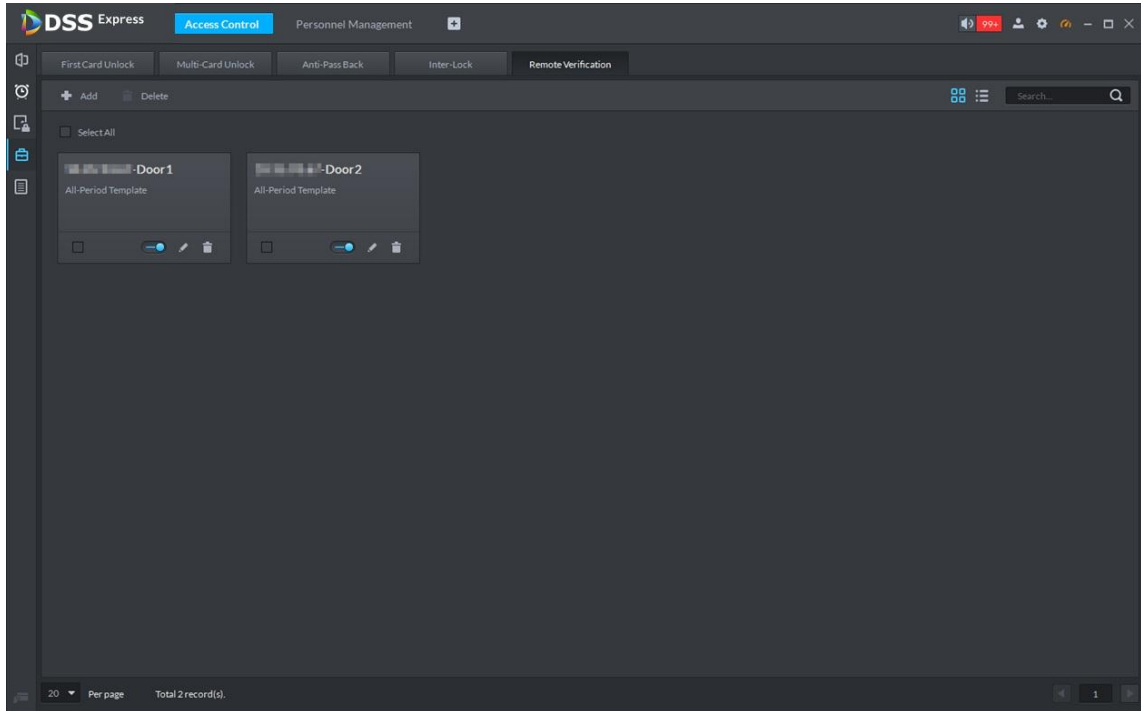 DSS Express Access Control Personnel Management 99+
First Card Unlock Multi-Card Unlock Anti-Pass Back Inter-Lock Remote Verification
Add Delete Search...
Select All
-Door1 -Door2
All-Period Template All-Period Template
20 Per page Total 2 record(s). 1